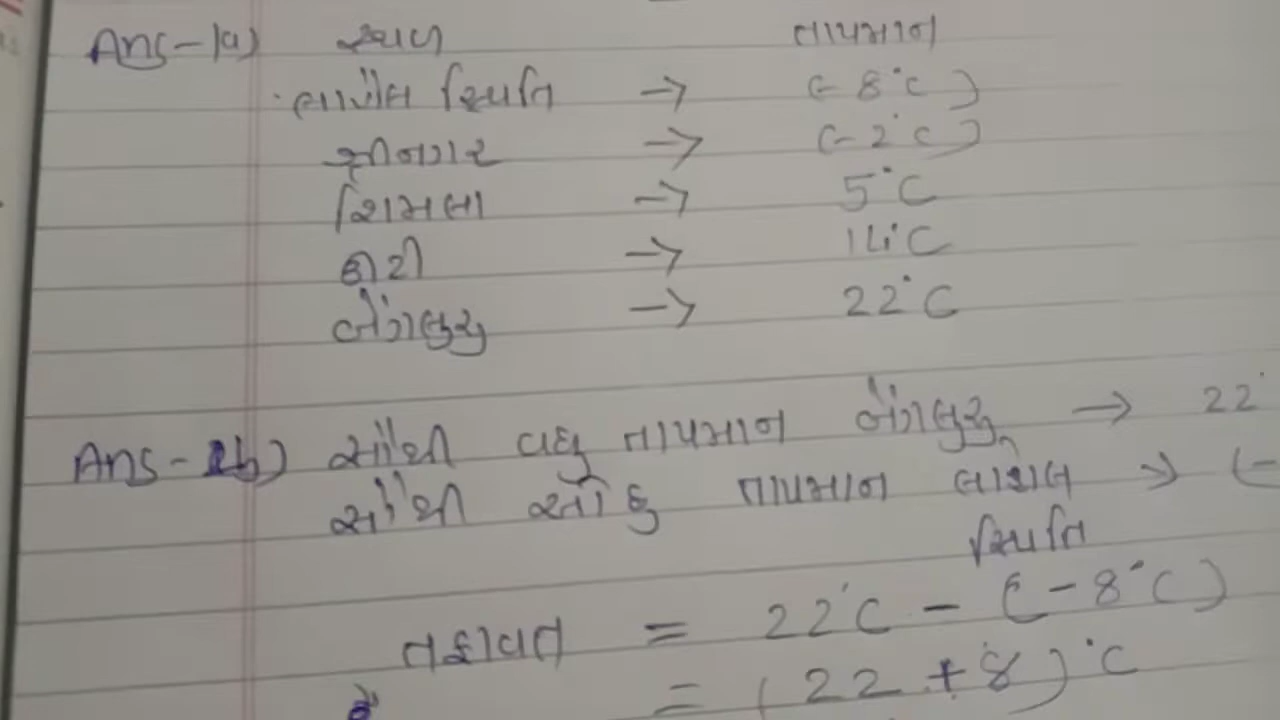 Ans-1a) સ્થળ તાપમાન
લાહોલ સ્પિતિ → (-8°C)
શ્રીનગર → (-2°C)
શિમલા → 5°C
ઊટી → 14°C
બેંગલુરુ → 22°C
Ans-1b) સૌથી વધુ તાપમાન બેંગલુરુ → 22°
સૌથી ઓછુ તાપમાન લાહોલ → (-
સ્પિતિ
તફાવત = 22°C - (-8°C)
= (22 + 8)°C